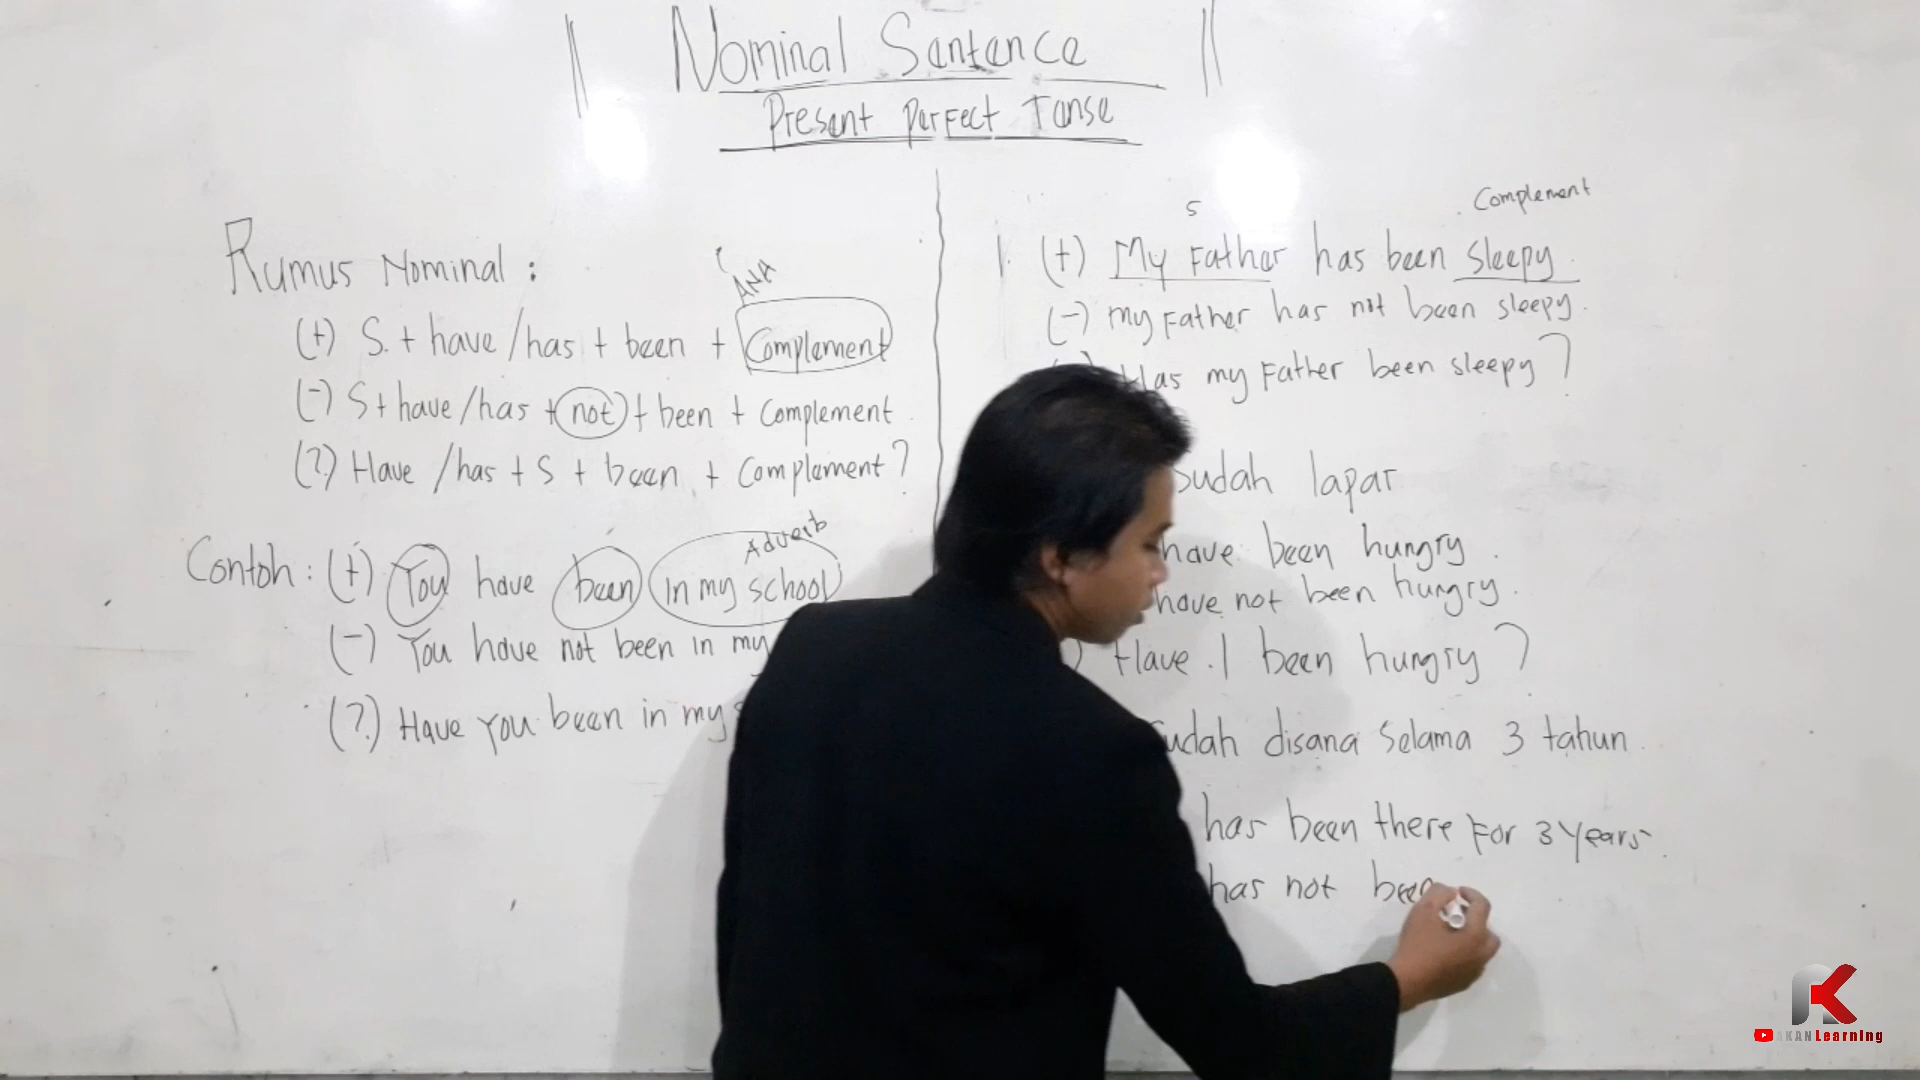 Nominal Sentence
Present Perfect Tense
Rumus Nominal :
ANA
(+) S + have / has + been + Complement
(-) S + have / has + not + been + Complement
(?) Have / has + S + been + Complement ?
Adverb
Contoh : (+) You have been in my school
(-) You have not been in my
(?) Have you been in my
S
Complement
1. (+) My Father has been sleepy.
(-) my Father has not been sleepy.
Has my Father been sleepy ?
sudah lapar
have been hungry.
have not been hungry.
Have I been hungry ?
sudah disana selama 3 tahun.
has been there For 3 Years.
has not been
AKAN Learning